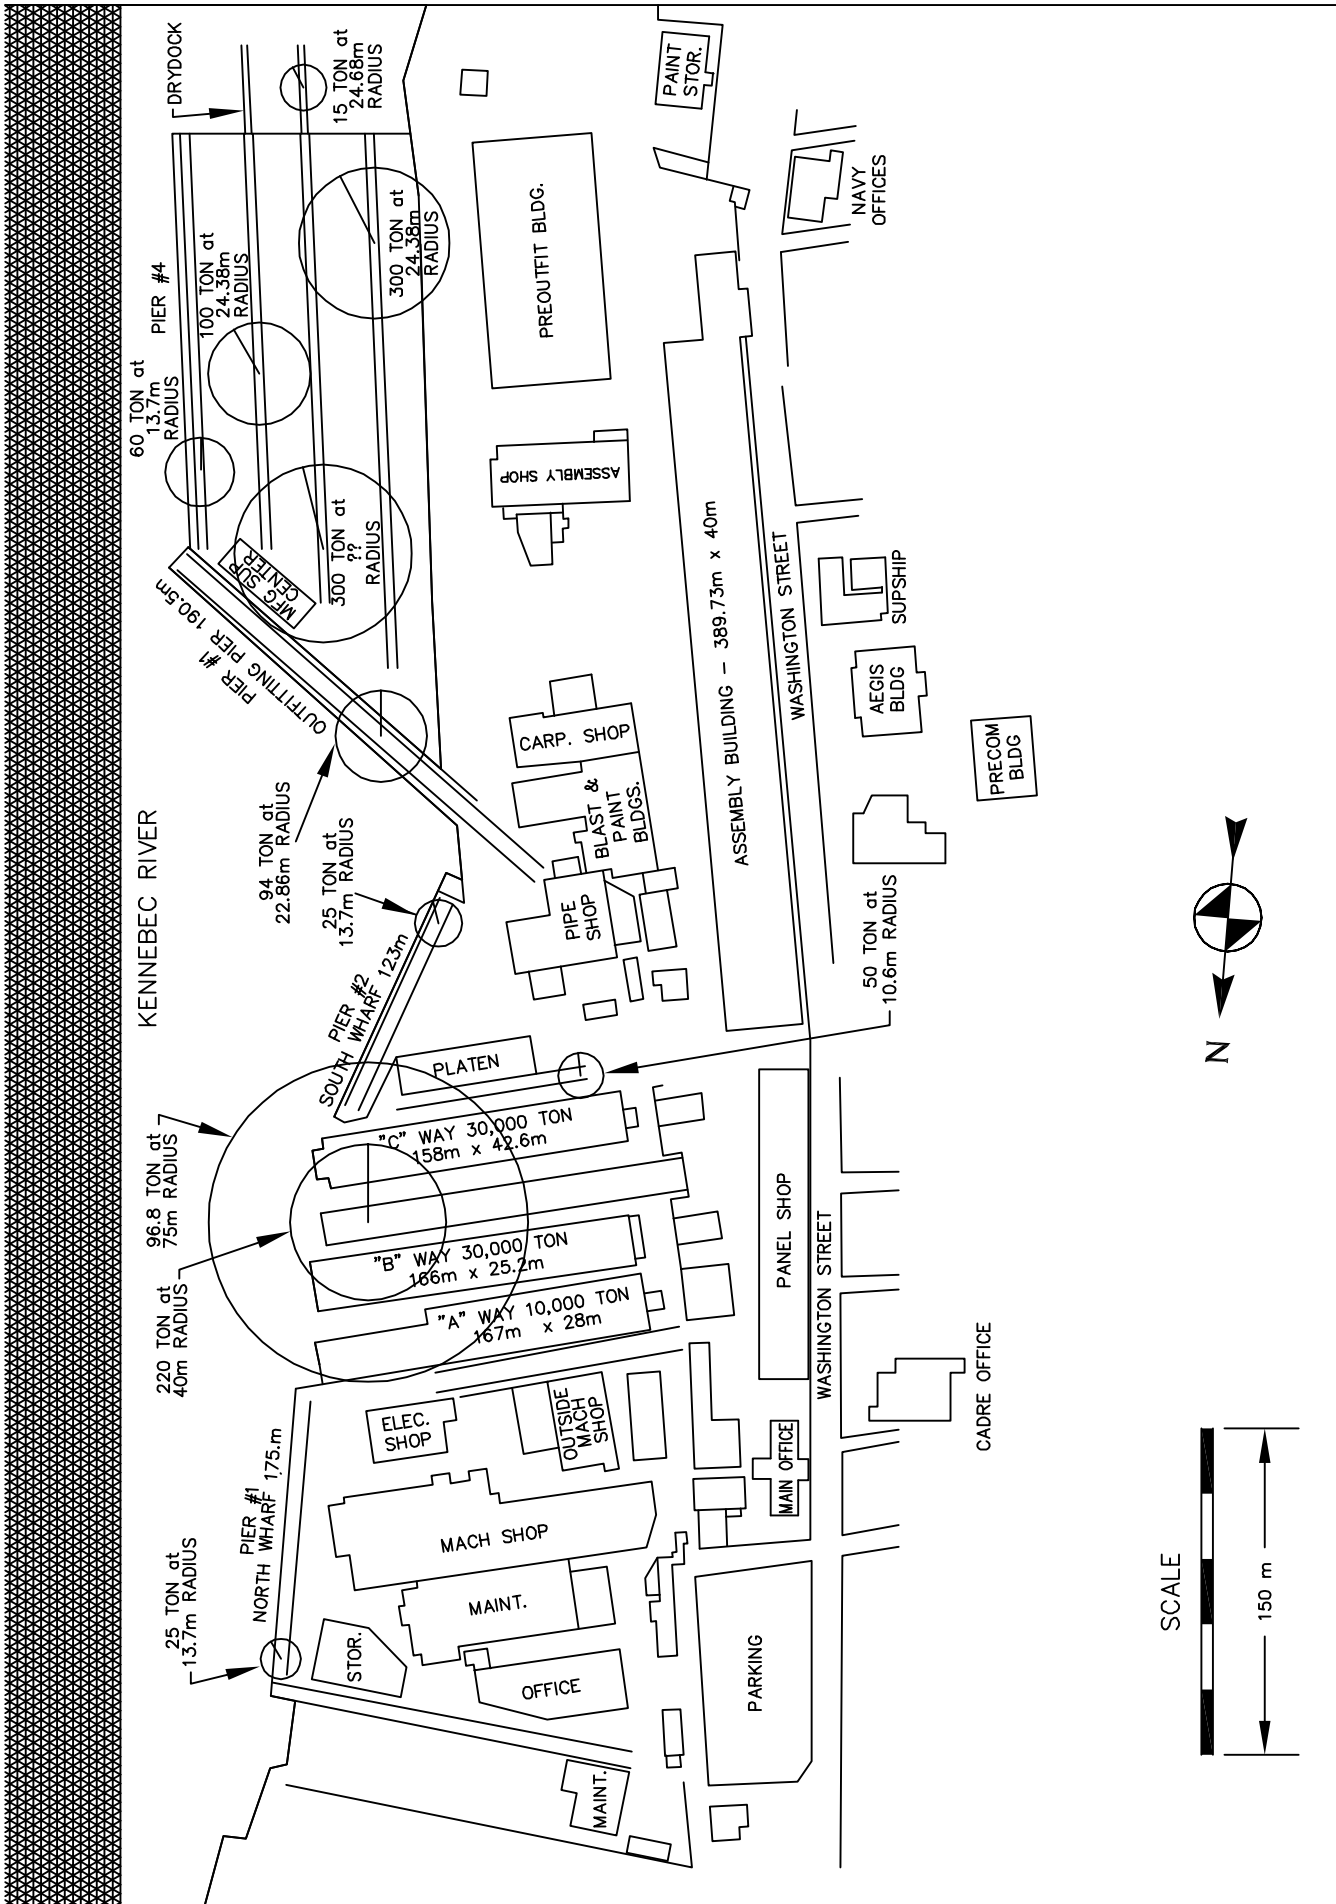 KENNEBEC RIVER
DRYDOCK
15 TON at
24.68m
RADIUS
PIER #4
100 TON at
24.38m
RADIUS
300 TON at
24.38m
RADIUS
60 TON at
13.7m
RADIUS
300 TON at
??
RADIUS
MFG SUP
CENTER
PIER #1
OUTFITTING PIER 190.5m
94 TON at
22.86m RADIUS
25 TON at
13.7m RADIUS
PIER #2
SOUTH WHARF 123m
96.8 TON at
75m RADIUS
220 TON at
40m RADIUS
PLATEN
"C" WAY 30,000 TON
158m x 42.6m
"B" WAY 30,000 TON
166m x 25.2m
"A" WAY 10,000 TON
167m x 28m
PIER #1
NORTH WHARF 175.m
25 TON at
13.7m RADIUS
PAINT
STOR.
PREOUTFIT BLDG.
NAVY
OFFICES
ASSEMBLY SHOP
ASSEMBLY BUILDING - 389.73m x 40m
WASHINGTON STREET
SUPSHIP
AEGIS
BLDG
PRECOM
BLDG
CARP. SHOP
BLAST &
PAINT
BLDGS.
PIPE
SHOP
50 TON at
10.6m RADIUS
PANEL SHOP
WASHINGTON STREET
CADRE OFFICE
MAIN OFFICE
ELEC.
SHOP
OUTSIDE
MACH
SHOP
MACH SHOP
MAINT.
STOR.
OFFICE
PARKING
MAINT.
N
SCALE
150 m